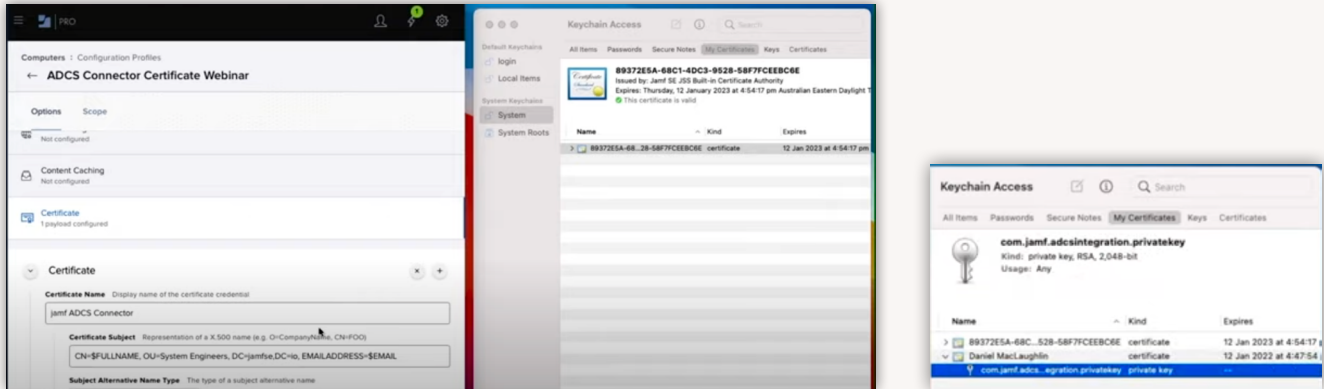 PRO
1
Computers : Configuration Profiles
← ADCS Connector Certificate Webinar
Options Scope
Not configured
Content Caching
Not configured
Certificate
1 payload configured
Certificate
Certificate Name Display name of the certificate credential
jamf ADCS Connector
Certificate Subject Representation of a X.500 name (e.g. O=CompanyName, CN=FOO)
CN=$FULLNAME, OU=System Engineers, DC=jamfse,DC=io, EMAILADDRESS=$EMAIL
Subject Alternative Name Type The type of a subject alternative name
Keychain Access
Search
Default Keychains
login
Local Items
System Keychains
System
System Roots
All Items Passwords Secure Notes My Certificates Keys Certificates
89372E5A-68C1-4DC3-9528-58F7FCEEBC6E
Issued by: Jamf SE JSS Built-in Certificate Authority
Expires: Thursday, 12 January 2023 at 4:54:17 pm Australian Eastern Daylight T
This certificate is valid
Name Kind Expires
89372E5A-68...28-58F7FCEEBC6E certificate 12 Jan 2023 at 4:54:17 pm
Keychain Access
Search
All Items Passwords Secure Notes My Certificates Keys Certificates
com.jamf.adcsintegration.privatekey
Kind: private key, RSA, 2,048-bit
Usage: Any
Name Kind Expires
89372E5A-68C...528-58F7FCEEBC6E certificate 12 Jan 2023 at 4:54:17
Daniel MacLaughlin certificate 12 Jan 2022 at 4:47:54
com.jamf.adcs...egration.privatekey private key --